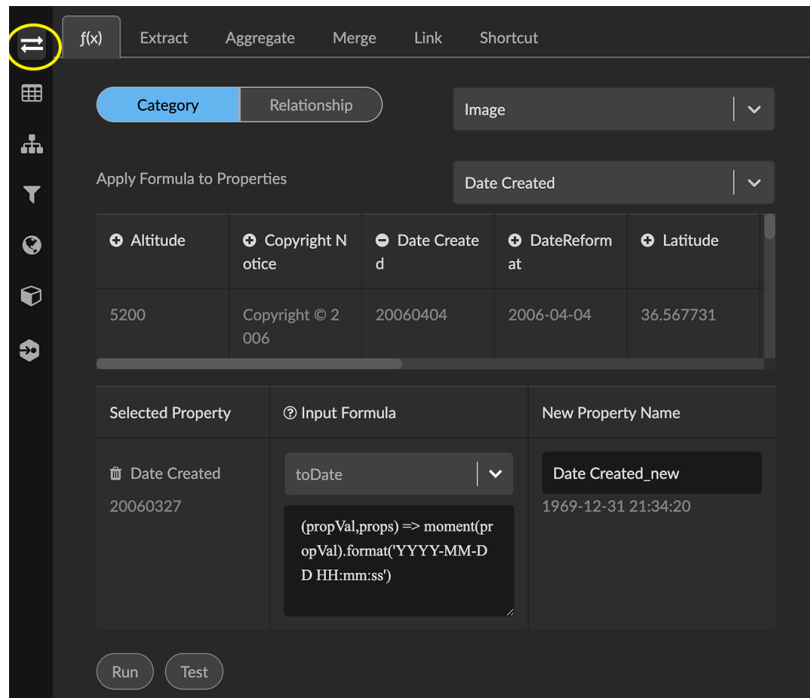 f(x) Extract Aggregate Merge Link Shortcut
Category Relationship Image
Apply Formula to Properties Date Created
Altitude Copyright N Date Create DateReform Latitude
otice d at
5200 Copyright © 2 20060404 2006-04-04 36.567731
006
Selected Property Input Formula New Property Name
Date Created toDate Date Created_new
20060327 1969-12-31 21:34:20
(propVal,props) => moment(pr
opVal).format('YYYY-MM-D
D HH:mm:ss')
Run Test